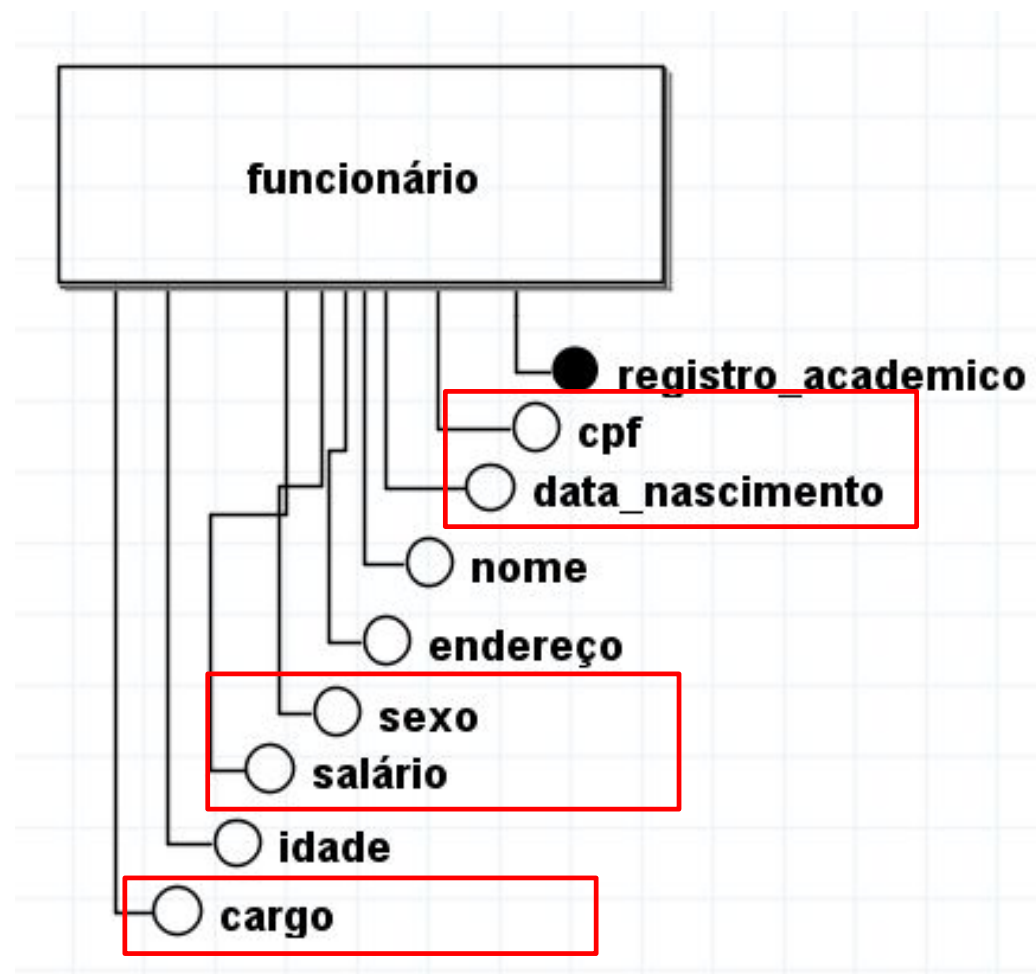 funcionário
registro_academico
cpf
data_nascimento
nome
endereço
sexo
salário
idade
cargo